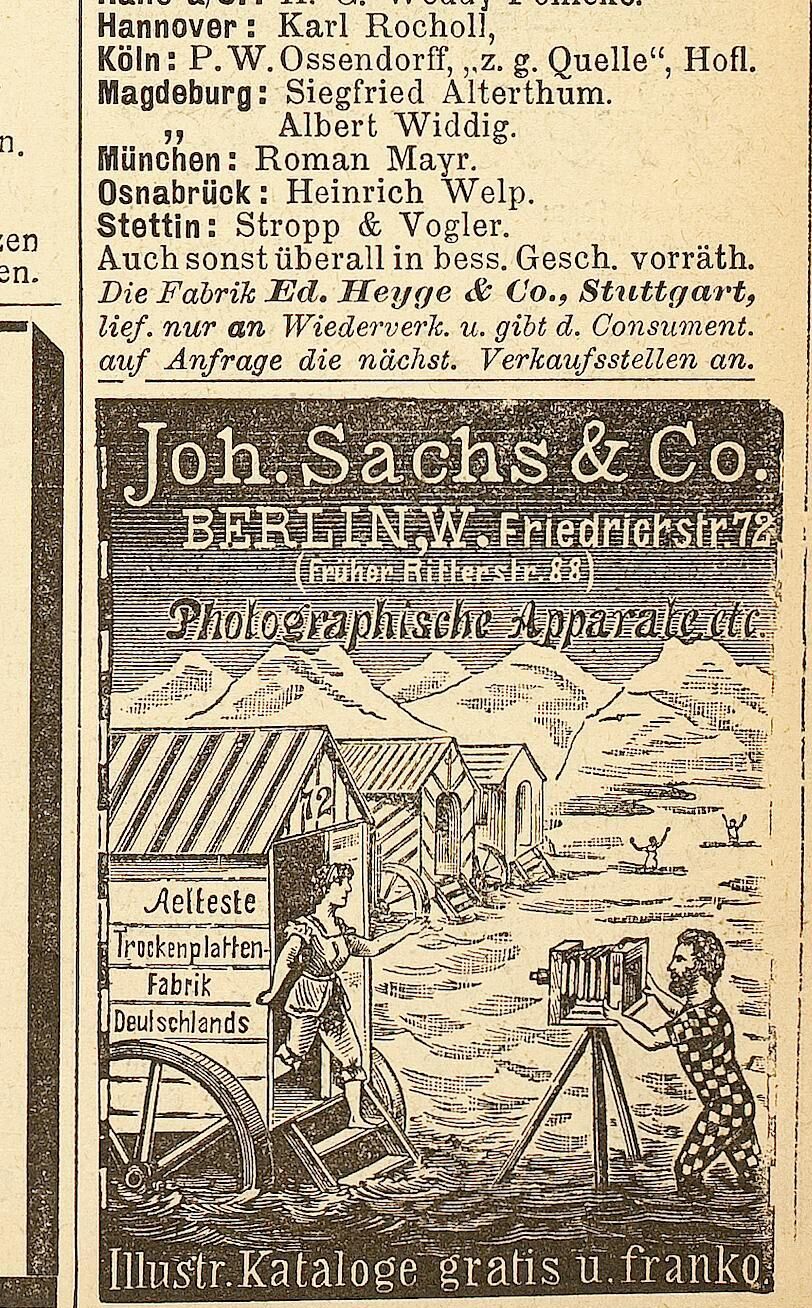 Hannover: Karl Rocholl,
Köln: P. W. Ossendorff, „z. g. Quelle“, Hofl.
Magdeburg: Siegfried Alterthum.
„ Albert Widdig.
München: Roman Mayr.
Osnabrück: Heinrich Welp.
Stettin: Stropp & Vogler.
Auch sonst überall in bess. Gesch. vorräth.
Die Fabrik Ed. Heyge & Co., Stuttgart,
lief. nur an Wiederverk. u. gibt d. Consument.
auf Anfrage die nächst. Verkaufsstellen an.
n.
zen
en.
Joh. Sachs & Co.
BERLIN, W. Friedrichstr. 72
(früher Ritterstr. 88)
Photographische Apparate etc.
72
Aelteste
Trockenplatten-
Fabrik
Deutschlands
Illustr. Kataloge gratis u. franko.